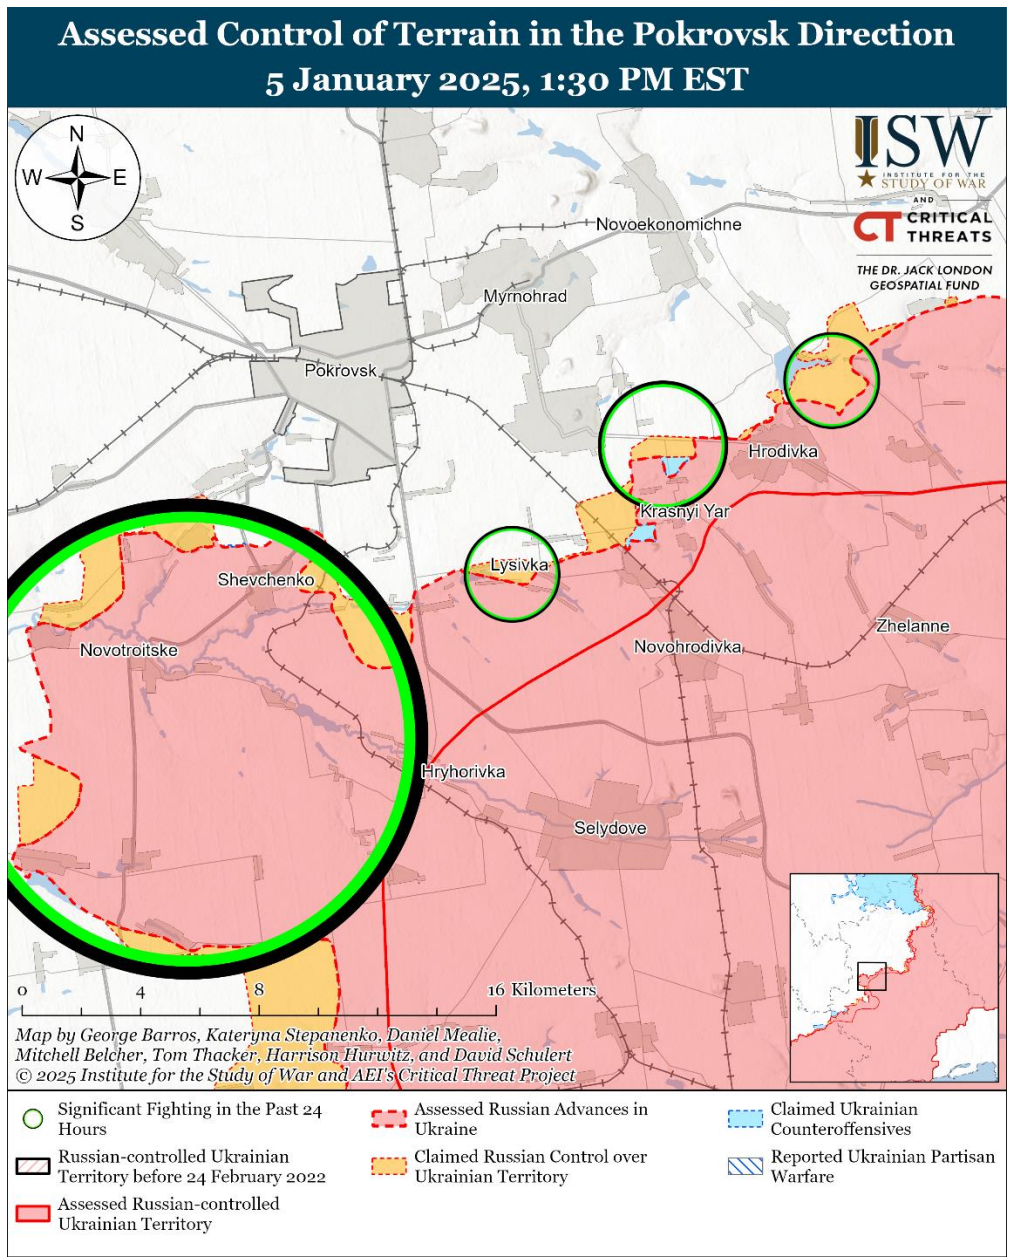 Assessed Control of Terrain in the Pokrovsk Direction
5 January 2025, 1:30 PM EST
N
W
E
S
ISW
INSTITUTE FOR THE
STUDY OF WAR
AND
CT CRITICAL
THREATS
THE DR. JACK LONDON
GEOSPATIAL FUND
Novoekonomichne
Myrnohrad
Pokrovsk
Hrodivka
Krasnyi Yar
Lysivka
Shevchenko
Zhelanne
Novotroitske
Novohrodivka
Hryhorivka
Selydove
0
4
8
16 Kilometers
Map by George Barros, Kateryna Stepanenko, Daniel Mealie,
Mitchell Belcher, Tom Thacker, Harrison Hurwitz, and David Schulert
© 2025 Institute for the Study of War and AEI's Critical Threat Project
Significant Fighting in the Past 24
Hours
Russian-controlled Ukrainian
Territory before 24 February 2022
Assessed Russian-controlled
Ukrainian Territory
Assessed Russian Advances in
Ukraine
Claimed Russian Control over
Ukrainian Territory
Claimed Ukrainian
Counteroffensives
Reported Ukrainian Partisan
Warfare